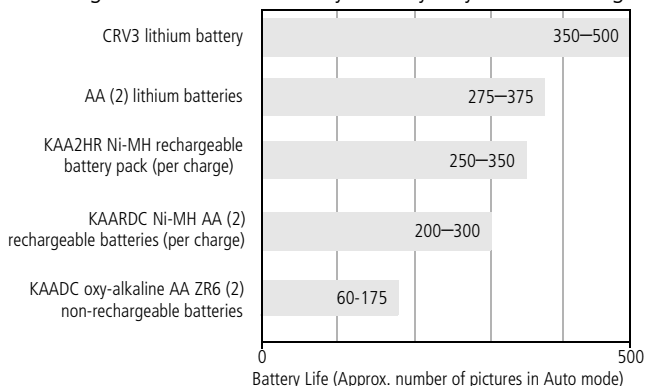 CRV3 lithium battery
350–500
AA (2) lithium batteries
275–375
KAA2HR Ni-MH rechargeable
battery pack (per charge)
250–350
KAARDC Ni-MH AA (2)
rechargeable batteries (per charge)
200–300
KAADC oxy-alkaline AA ZR6 (2)
non-rechargeable batteries
60-175
0
500
Battery Life (Approx. number of pictures in Auto mode)